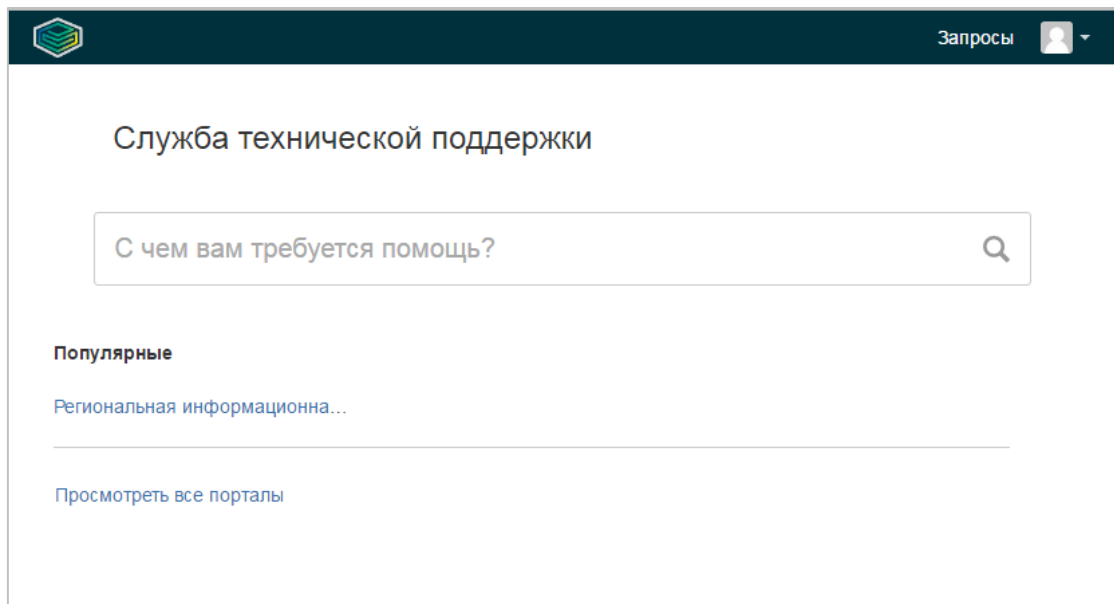 Запросы
Служба технической поддержки
С чем вам требуется помощь?
Популярные
Региональная информационна...
Просмотреть все порталы